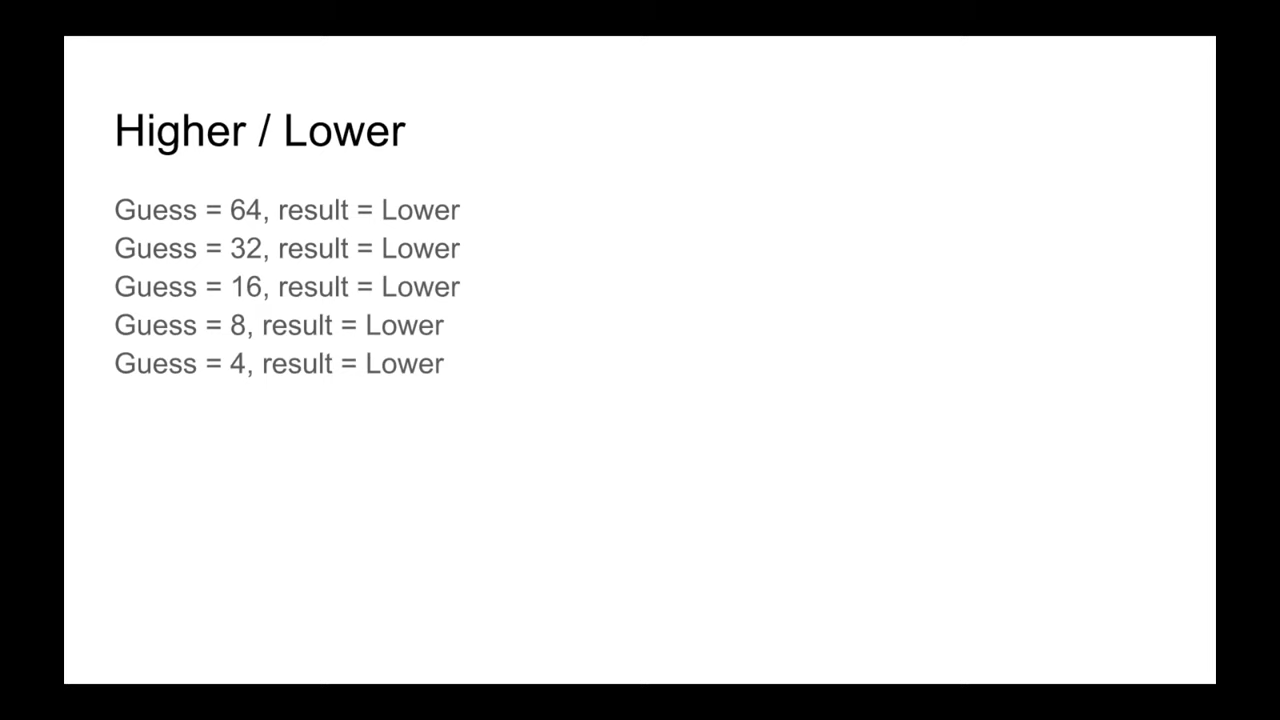 Higher / Lower
Guess = 64, result = Lower
Guess = 32, result = Lower
Guess = 16, result = Lower
Guess = 8, result = Lower
Guess = 4, result = Lower